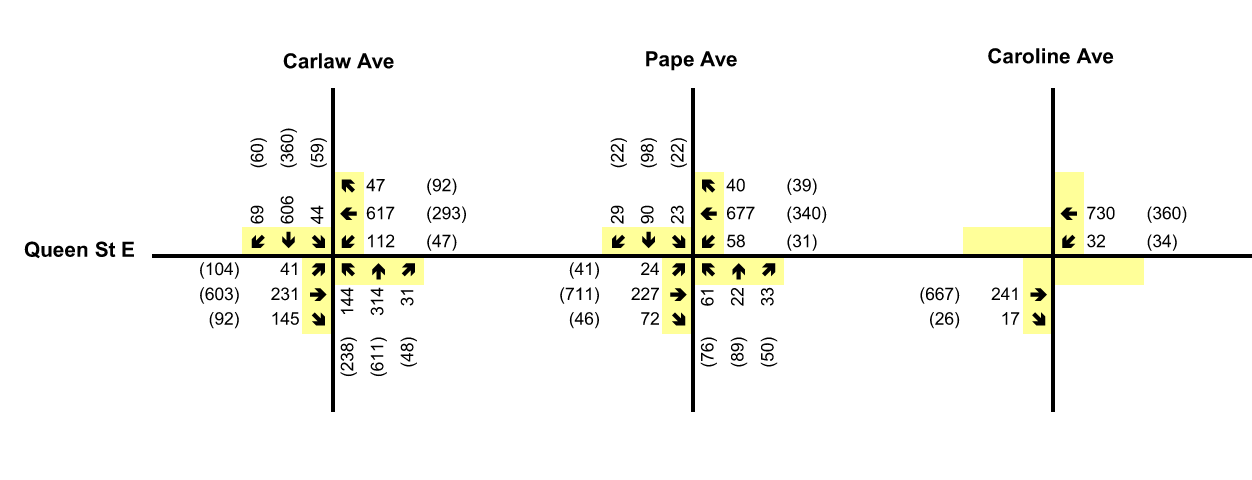 Carlaw Ave
Pape Ave
Caroline Ave
(60) (360) (59)
(22) (98) (22)
69 606 44
47 (92)
617 (293)
112 (47)
29 90 23
40 (39)
677 (340)
58 (31)
730 (360)
32 (34)
Queen St E
(104) 41
(603) 231
(92) 145
144 314 31
(238) (611) (48)
(41) 24
(711) 227
(46) 72
61 22 33
(76) (89) (50)
(667) 241
(26) 17